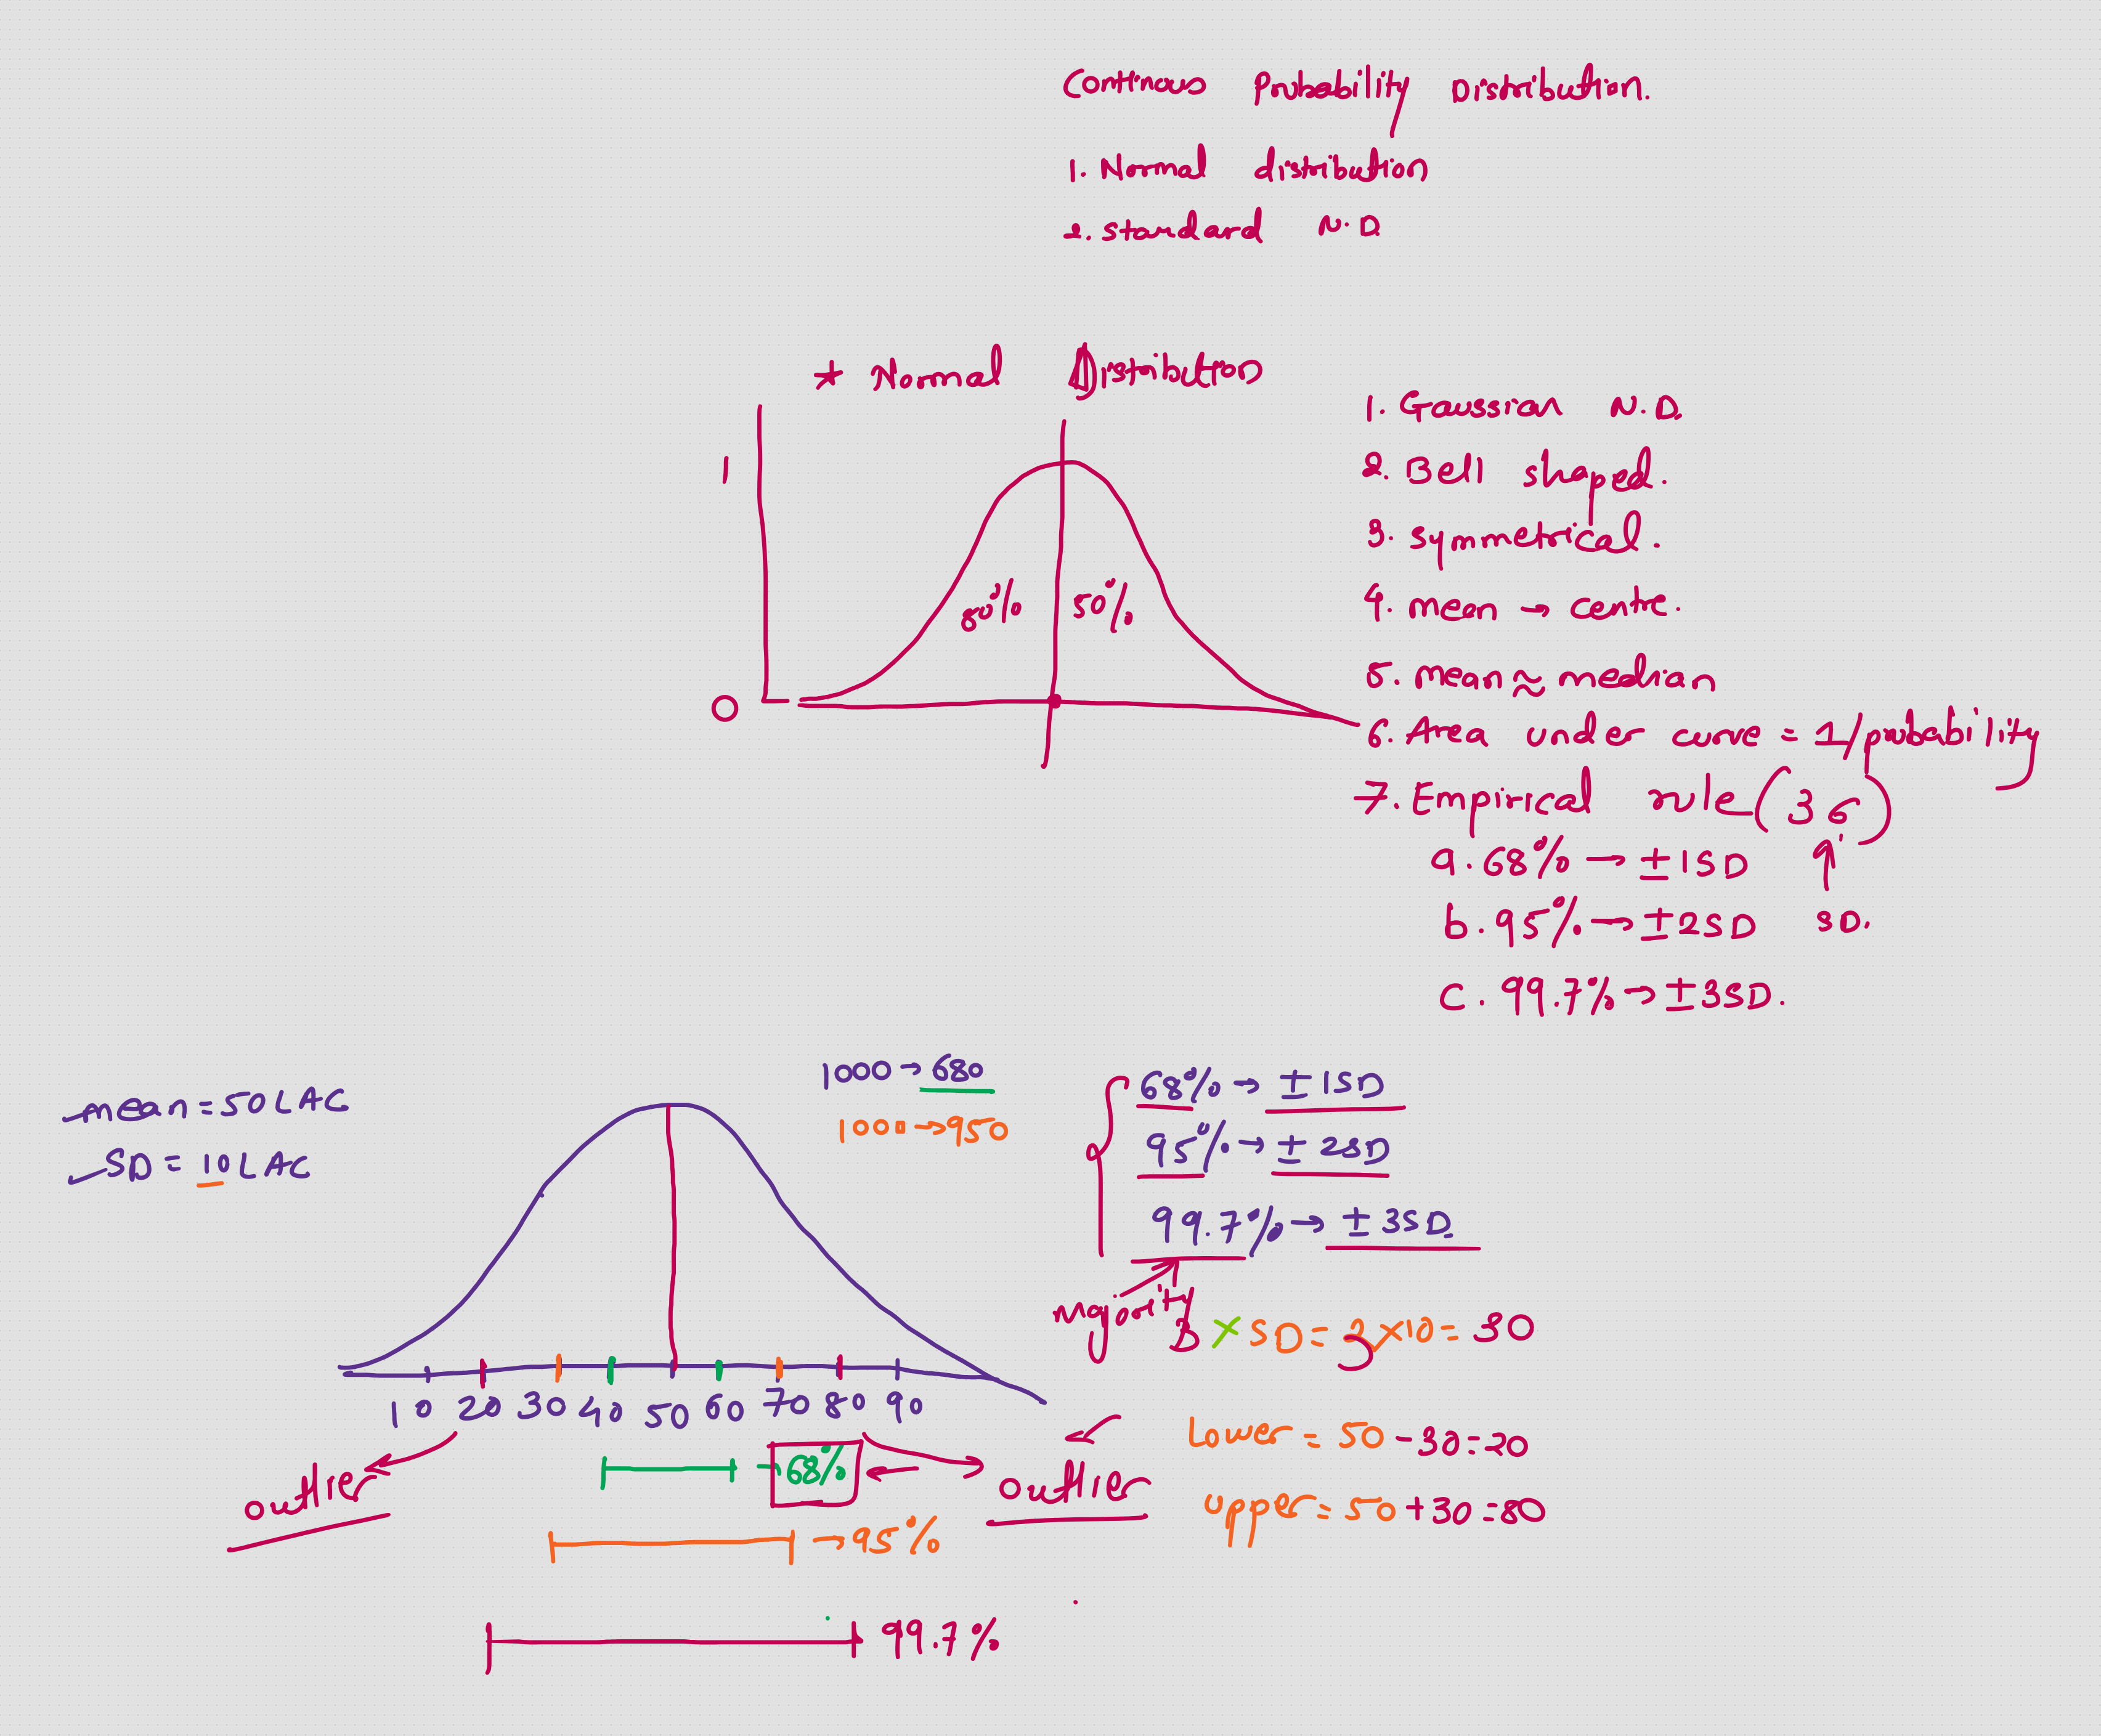 Continous Probability Distribution.
1. Normal distribution
2. standard N.D
* Normal Distribution
1
0
80% 50%
1. Gaussian N.D.
2. Bell shaped.
3. symmetrical.
4. mean → centre.
5. mean ≈ median
6. Area under curve = 1/probability
7. Empirical rule (3σ)
a. 68% → ±1SD
SD.
b. 95% → ±2SD
c. 99.7% → ±3SD.
mean = 50 LAC
SD = 10 LAC
1000 → 680
1000 → 950
68% → ± 1SD
95% → ± 2SD
99.7% → ± 3SD.
majority
3 × SD = 3×10 = 30
10 20 30 40 50 60 70 80 90
outlier
68%
outlier
→ 95%
99.7%
Lower = 50 - 30 = 20
upper = 50 + 30 = 80